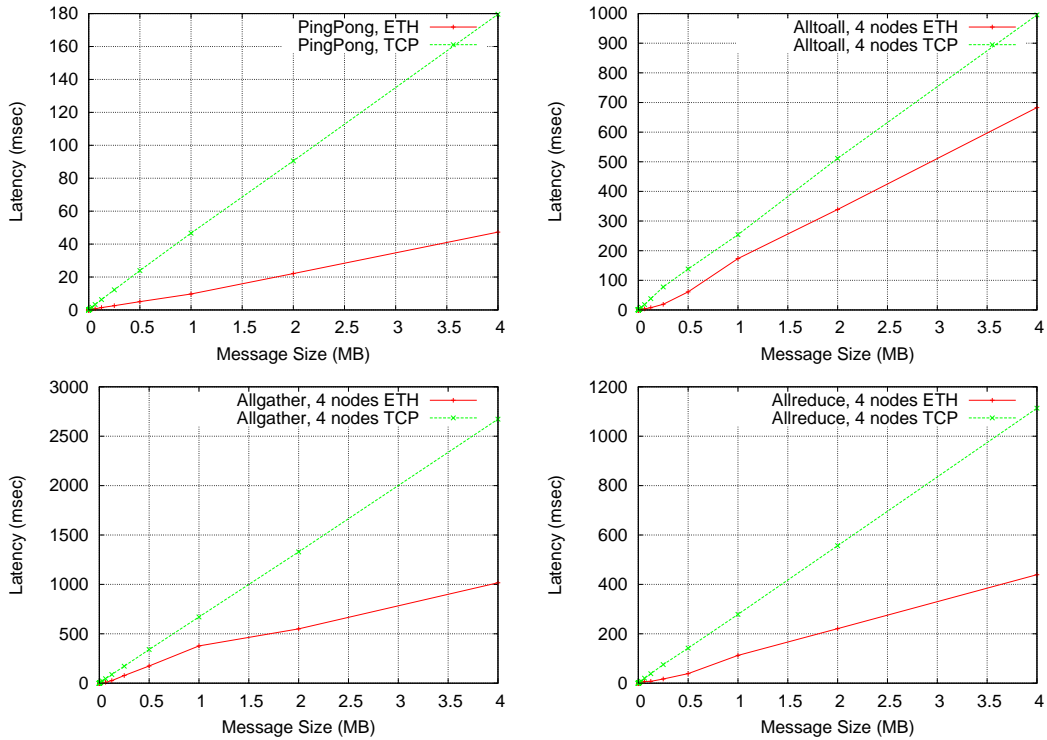 180
160
140
120
100
80
60
40
20
0
Latency (msec)
PingPong, ETH
PingPong, TCP
0 0.5 1 1.5 2 2.5 3 3.5 4
Message Size (MB)
1000
900
800
700
600
500
400
300
200
100
0
Latency (msec)
Alltoall, 4 nodes ETH
Alltoall, 4 nodes TCP
0 0.5 1 1.5 2 2.5 3 3.5 4
Message Size (MB)
3000
2500
2000
1500
1000
500
0
Latency (msec)
Allgather, 4 nodes ETH
Allgather, 4 nodes TCP
0 0.5 1 1.5 2 2.5 3 3.5 4
Message Size (MB)
1200
1000
800
600
400
200
0
Latency (msec)
Allreduce, 4 nodes ETH
Allreduce, 4 nodes TCP
0 0.5 1 1.5 2 2.5 3 3.5 4
Message Size (MB)